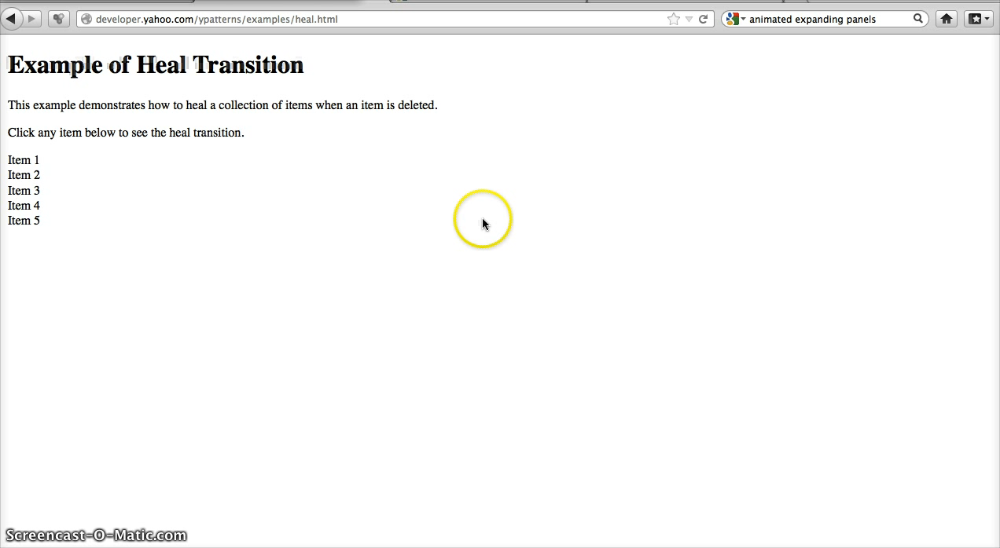 developer.yahoo.com/ypatterns/examples/heal.html
animated expanding panels
Example of Heal Transition
This example demonstrates how to heal a collection of items when an item is deleted.
Click any item below to see the heal transition.
Item 1
Item 2
Item 3
Item 4
Item 5
Screencast-O-Matic.com